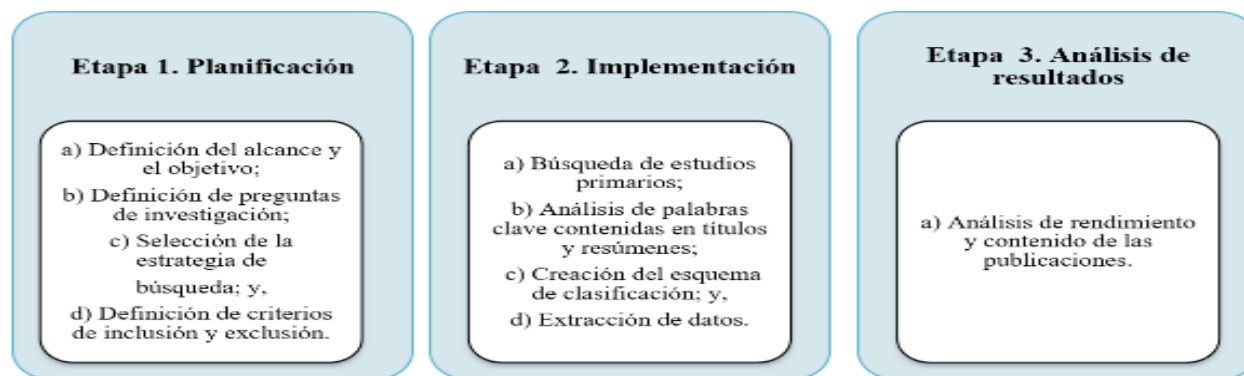 Etapa 1. Planificación
a) Definición del alcance y
el objetivo;
b) Definición de preguntas
de investigación;
c) Selección de la
estrategia de
búsqueda; y,
d) Definición de criterios
de inclusión y exclusión.
Etapa 2. Implementación
a) Búsqueda de estudios
primarios;
b) Análisis de palabras
clave contenidas en títulos
y resúmenes;
c) Creación del esquema
de clasificación; y,
d) Extracción de datos.
Etapa 3. Análisis de
resultados
a) Análisis de rendimiento
y contenido de las
publicaciones.